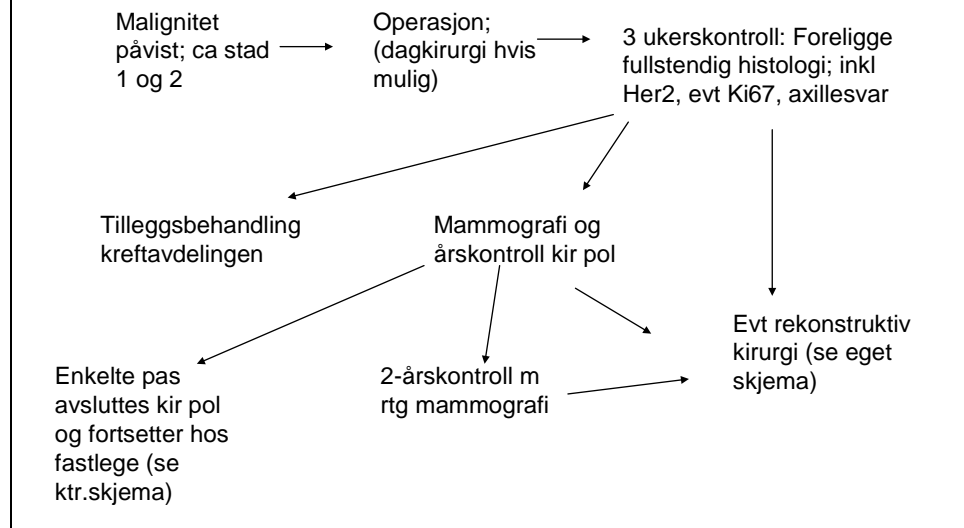 Malignitet
påvist; ca stad
1 og 2
Operasjon;
(dagkirurgi hvis
mulig)
3 ukerskontroll: Foreligge
fullstendig histologi; inkl
Her2, evt Ki67, axillesvar
Tilleggsbehandling
kreftavdelingen
Mammografi og
årskontroll kir pol
Evt rekonstruktiv
kirurgi (se eget
skjema)
Enkelte pas
avsluttes kir pol
og fortsetter hos
fastlege (se
ktr.skjema)
2-årskontroll m
rtg mammografi